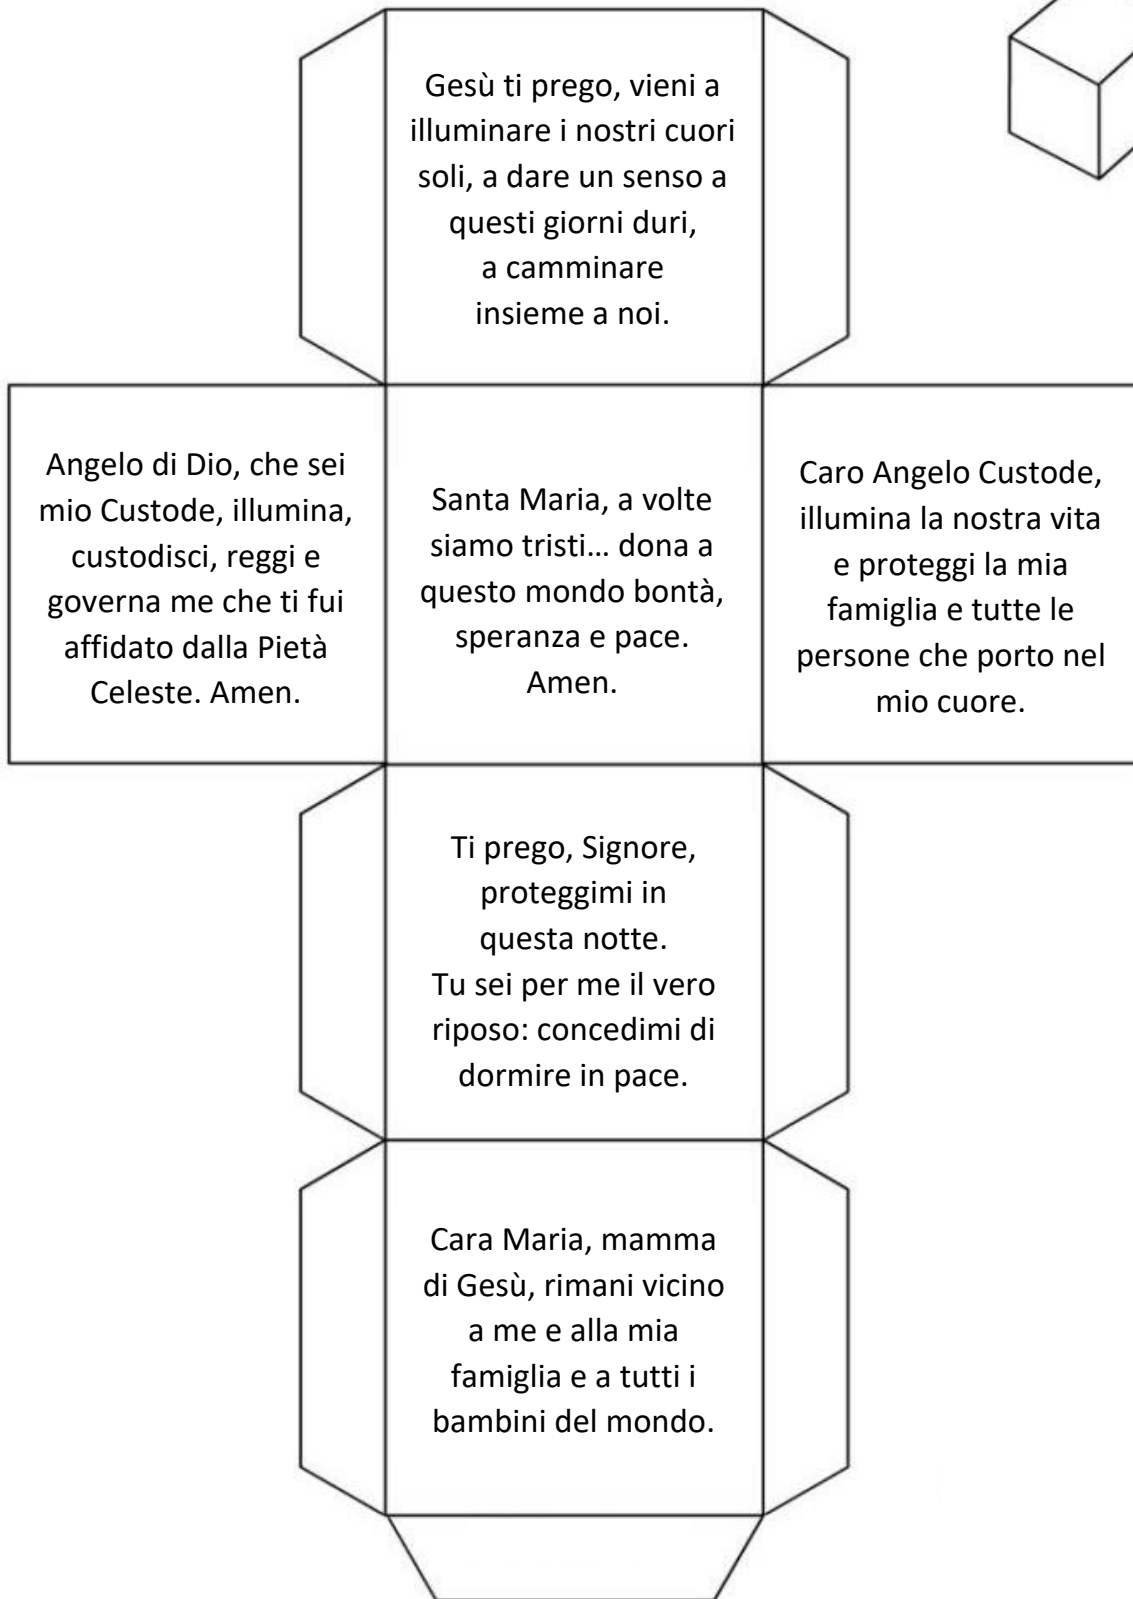 Gesù ti prego, vieni a
illuminare i nostri cuori
soli, a dare un senso a
questi giorni duri,
a camminare
insieme a noi.
Angelo di Dio, che sei
mio Custode, illumina,
custodisci, reggi e
governa me che ti fui
affidato dalla Pietà
Celeste. Amen.
Santa Maria, a volte
siamo tristi... dona a
questo mondo bontà,
speranza e pace.
Amen.
Caro Angelo Custode,
illumina la nostra vita
e proteggi la mia
famiglia e tutte le
persone che porto nel
mio cuore.
Ti prego, Signore,
proteggimi in
questa notte.
Tu sei per me il vero
riposo: concedimi di
dormire in pace.
Cara Maria, mamma
di Gesù, rimani vicino
a me e alla mia
famiglia e a tutti i
bambini del mondo.